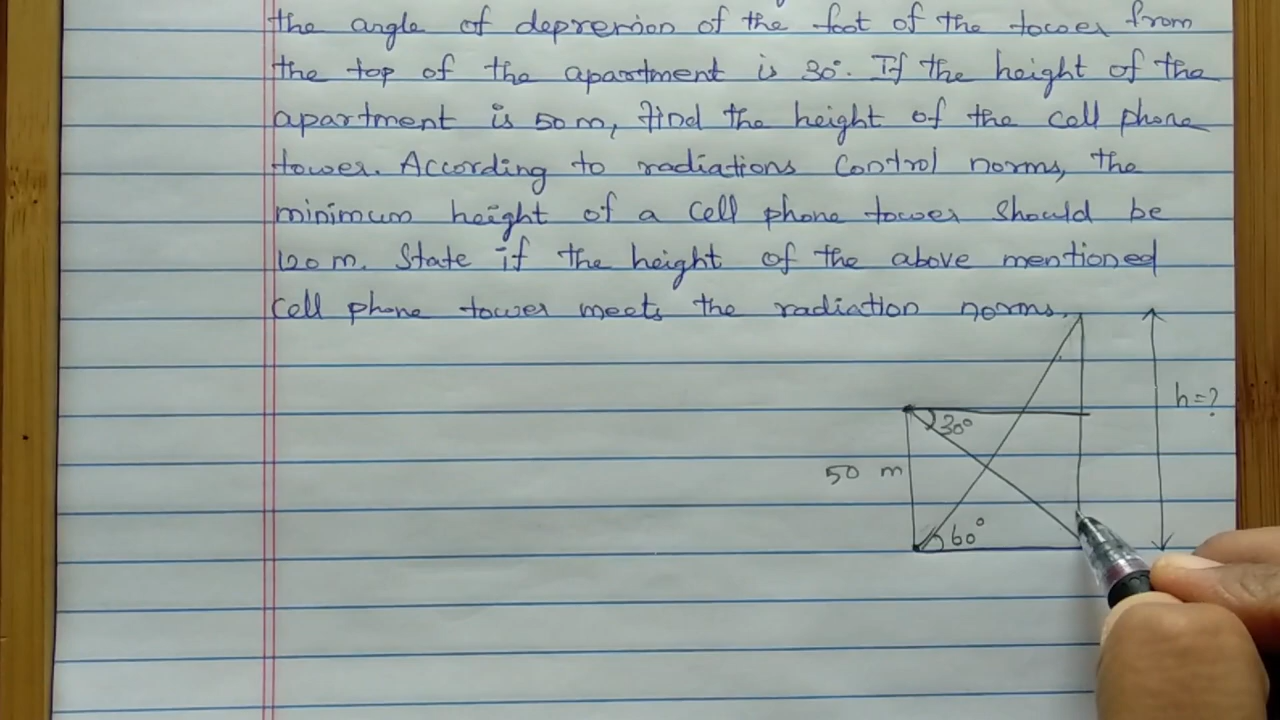 the angle of depression of the foot of the tower from
the top of the apartment is 30°. If the height of the
apartment is 50 m, find the height of the cell phone
tower. According to radiations control norms, the
minimum height of a cell phone tower should be
120 m. State if the height of the above mentioned
cell phone tower meets the radiation norms.
h=?
30°
50 m
60°